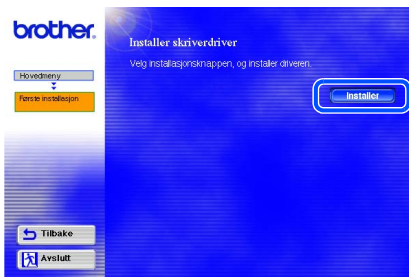 brother.
Installer skriverdriver
Velg installasjonsknappen, og installer driveren.
Hovedmeny
Første installasjon
Installer
Tilbake
Avslutt